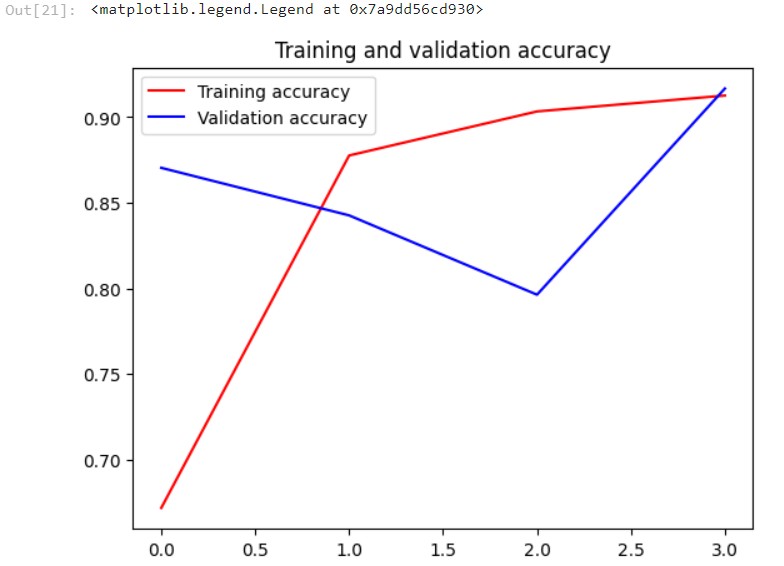 Out[21]: <matplotlib.legend.Legend at 0x7a9dd56cd930>
Training and validation accuracy
Training accuracy
Validation accuracy
0.90
0.85
0.80
0.75
0.70
0.0 0.5 1.0 1.5 2.0 2.5 3.0